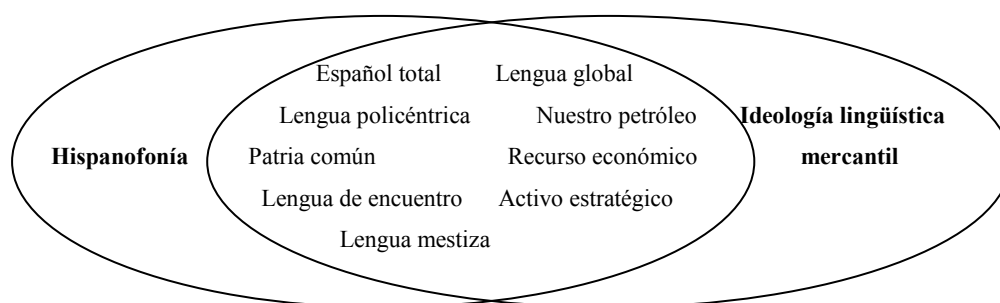 Español total Lengua global
Lengua policéntrica Nuestro petróleo Ideología lingüística
Hispanofonía Patria común Recurso económico mercantil
Lengua de encuentro Activo estratégico
Lengua mestiza